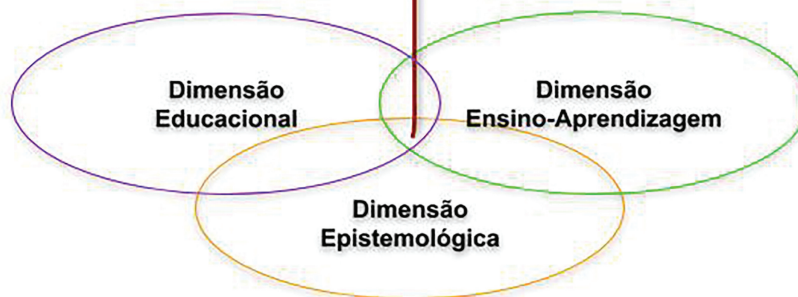 Dimensão
Educacional
Dimensão
Ensino-Aprendizagem
Dimensão
Epistemológica